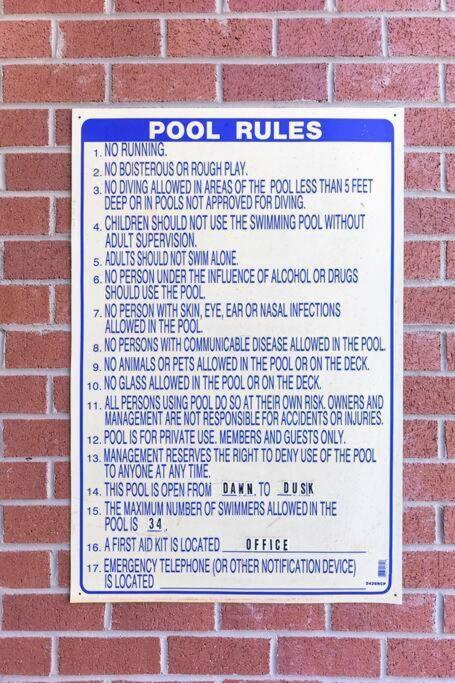 POOL RULES
1. NO RUNNING.
2. NO BOISTEROUS OR ROUGH PLAY.
3. NO DIVING ALLOWED IN AREAS OF THE POOL LESS THAN 5 FEET
DEEP OR IN POOLS NOT APPROVED FOR DIVING.
4. CHILDREN SHOULD NOT USE THE SWIMMING POOL WITHOUT
ADULT SUPERVISION.
5. ADULTS SHOULD NOT SWIM ALONE.
6. NO PERSON UNDER THE INFLUENCE OF ALCOHOL OR DRUGS
SHOULD USE THE POOL.
7. NO PERSON WITH SKIN, EYE, EAR OR NASAL INFECTIONS
ALLOWED IN THE POOL.
8. NO PERSONS WITH COMMUNICABLE DISEASE ALLOWED IN THE POOL.
9. NO ANIMALS OR PETS ALLOWED IN THE POOL OR ON THE DECK.
10. NO GLASS ALLOWED IN THE POOL OR ON THE DECK.
11. ALL PERSONS USING POOL DO SO AT THEIR OWN RISK. OWNERS AND
MANAGEMENT ARE NOT RESPONSIBLE FOR ACCIDENTS OR INJURIES.
12. POOL IS FOR PRIVATE USE. MEMBERS AND GUESTS ONLY.
13. MANAGEMENT RESERVES THE RIGHT TO DENY USE OF THE POOL
TO ANYONE AT ANY TIME.
14. THIS POOL IS OPEN FROM DAWN TO DUSK
15. THE MAXIMUM NUMBER OF SWIMMERS ALLOWED IN THE
POOL IS 34.
16. A FIRST AID KIT IS LOCATED OFFICE
17. EMERGENCY TELEPHONE (OR OTHER NOTIFICATION DEVICE)
IS LOCATED